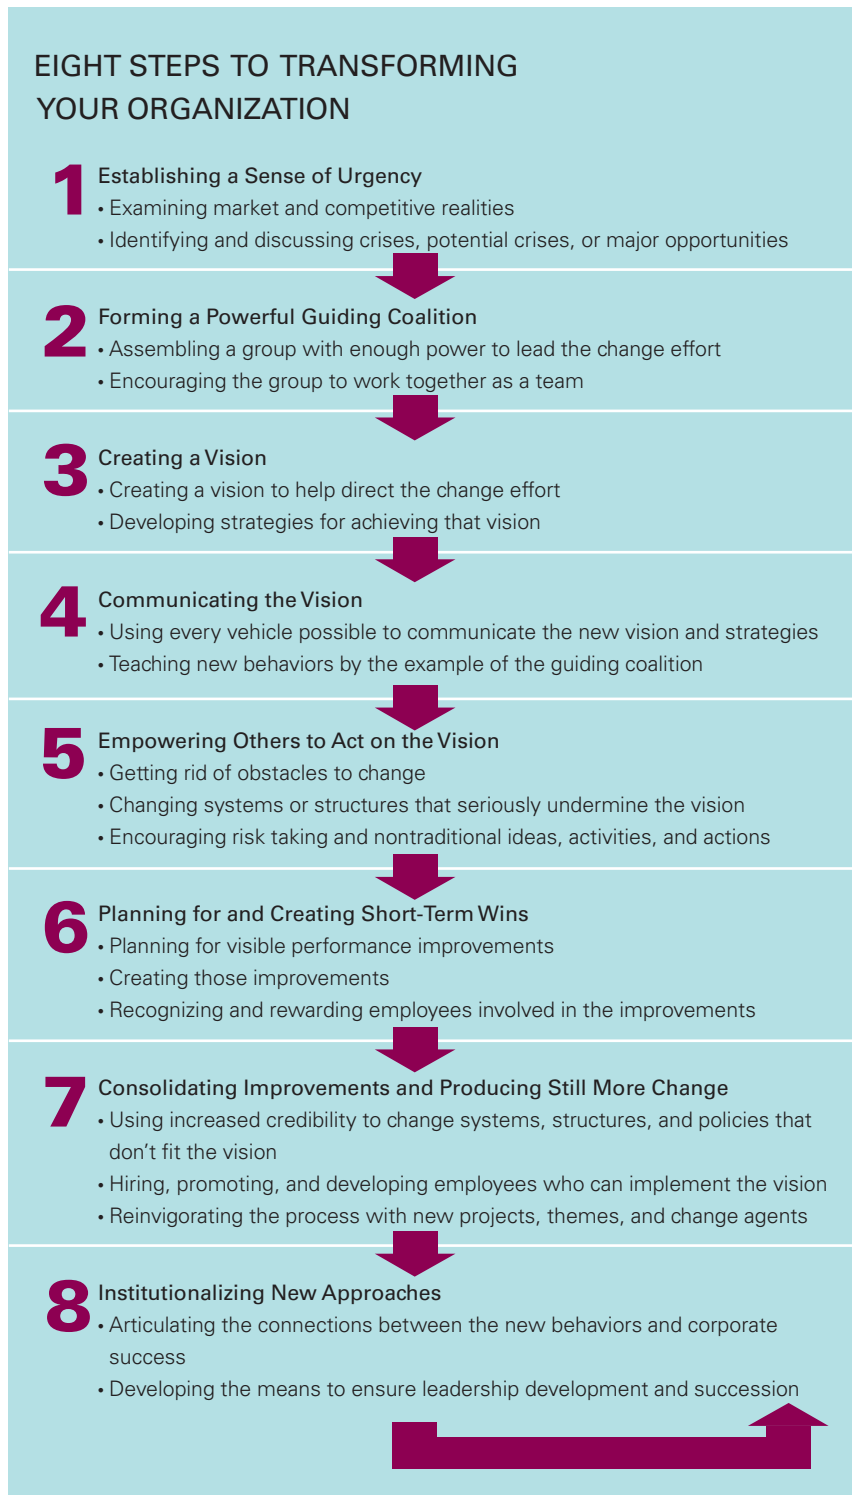 EIGHT STEPS TO TRANSFORMING
YOUR ORGANIZATION
1 Establishing a Sense of Urgency
• Examining market and competitive realities
• Identifying and discussing crises, potential crises, or major opportunities
2 Forming a Powerful Guiding Coalition
• Assembling a group with enough power to lead the change effort
• Encouraging the group to work together as a team
3 Creating a Vision
• Creating a vision to help direct the change effort
• Developing strategies for achieving that vision
4 Communicating the Vision
• Using every vehicle possible to communicate the new vision and strategies
• Teaching new behaviors by the example of the guiding coalition
5 Empowering Others to Act on the Vision
• Getting rid of obstacles to change
• Changing systems or structures that seriously undermine the vision
• Encouraging risk taking and nontraditional ideas, activities, and actions
6 Planning for and Creating Short-Term Wins
• Planning for visible performance improvements
• Creating those improvements
• Recognizing and rewarding employees involved in the improvements
7 Consolidating Improvements and Producing Still More Change
• Using increased credibility to change systems, structures, and policies that
don’t fit the vision
• Hiring, promoting, and developing employees who can implement the vision
• Reinvigorating the process with new projects, themes, and change agents
8 Institutionalizing New Approaches
• Articulating the connections between the new behaviors and corporate
success
• Developing the means to ensure leadership development and succession